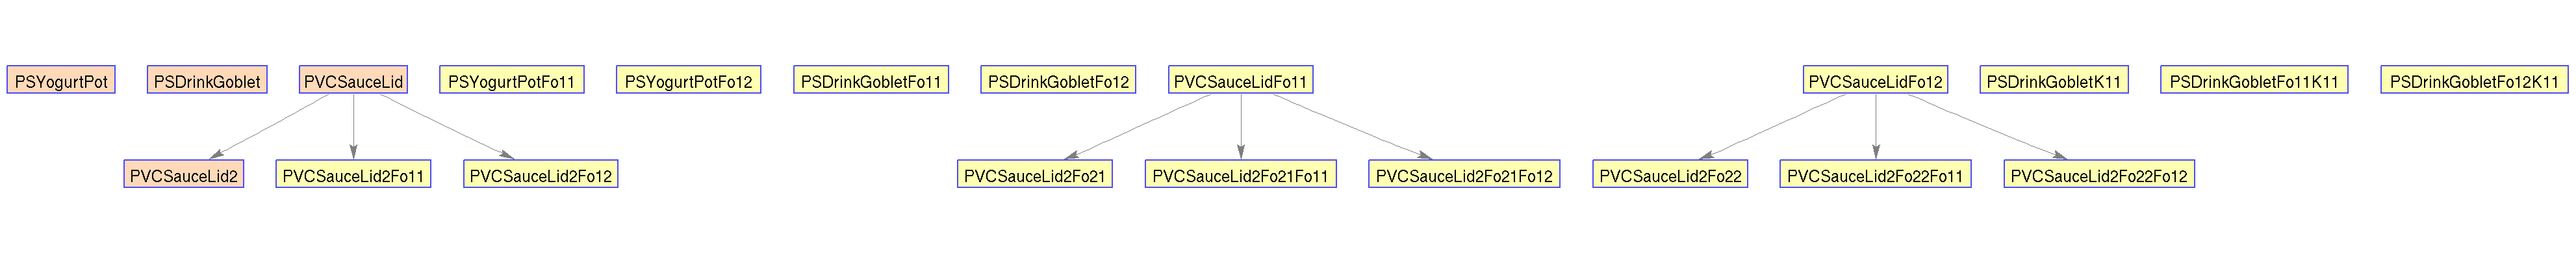 PSYogurtPot
PSDrinkGoblet
PVCSauceLid
PSYogurtPotFo11
PSYogurtPotFo12
PSDrinkGobletFo11
PSDrinkGobletFo12
PVCSauceLidFo11
PVCSauceLidFo12
PSDrinkGobletK11
PSDrinkGobletFo11K11
PSDrinkGobletFo12K11
PVCSauceLid2
PVCSauceLid2Fo11
PVCSauceLid2Fo12
PVCSauceLid2Fo21
PVCSauceLid2Fo21Fo11
PVCSauceLid2Fo21Fo12
PVCSauceLid2Fo22
PVCSauceLid2Fo22Fo11
PVCSauceLid2Fo22Fo12